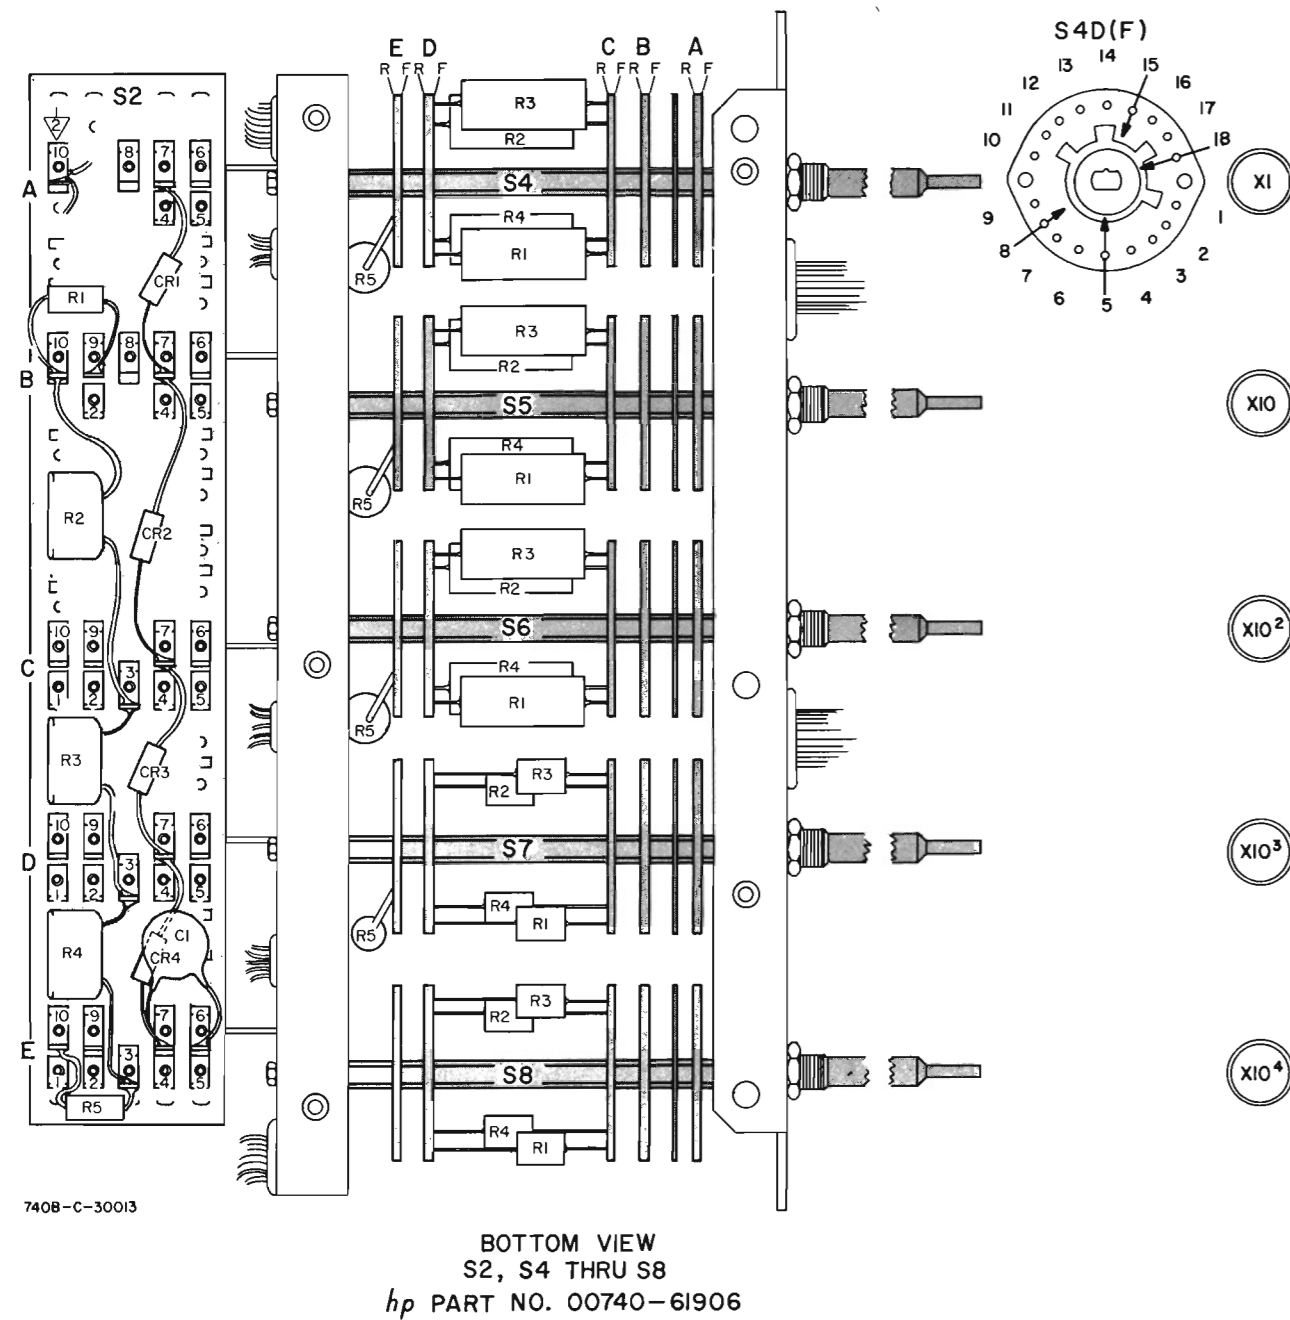 S2
2
10 8 7 6
A
4 5
R1
CR1
10 9 8 7 6
B
2 4 5
R2
CR2
10 9 7 6
C
1 2 3 4 5
R3
CR3
10 9 7 6
D
1 2 3 4 5
R4
C1
CR4
10 9 7 6
E
1 2 3 4 5
R5
740B-C-30013
E D C B A
R F R F R F R F R F
R3
R2
S4
R4
R1
R5
R3
R2
S5
R4
R1
R5
R3
R2
S6
R4
R1
R5
R3
R2
S7
R4
R1
R5
R3
R2
S8
R4
R1
S4D(F)
14
13 15
12 16
11 17
10 18
9 1
8 2
7 3
6 5 4
X1
X10
X10²
X10³
X10⁴
BOTTOM VIEW
S2, S4 THRU S8
hp PART NO. 00740-61906